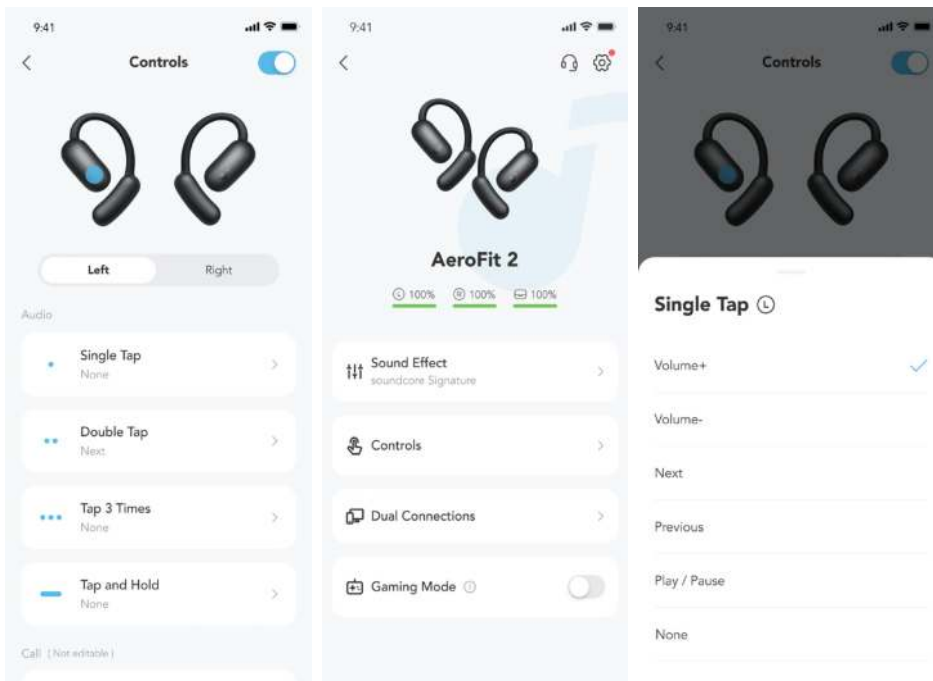 9:41
Controls
Left
Right
Audio
Single Tap
None
Double Tap
Next
Tap 3 Times
None
Tap and Hold
None
Call ( Not editable )
9:41
AeroFit 2
L 100%
R 100%
100%
Sound Effect
soundcore Signature
Controls
Dual Connections
Gaming Mode
9:41
Controls
Single Tap L
Volume+
Volume-
Next
Previous
Play / Pause
None